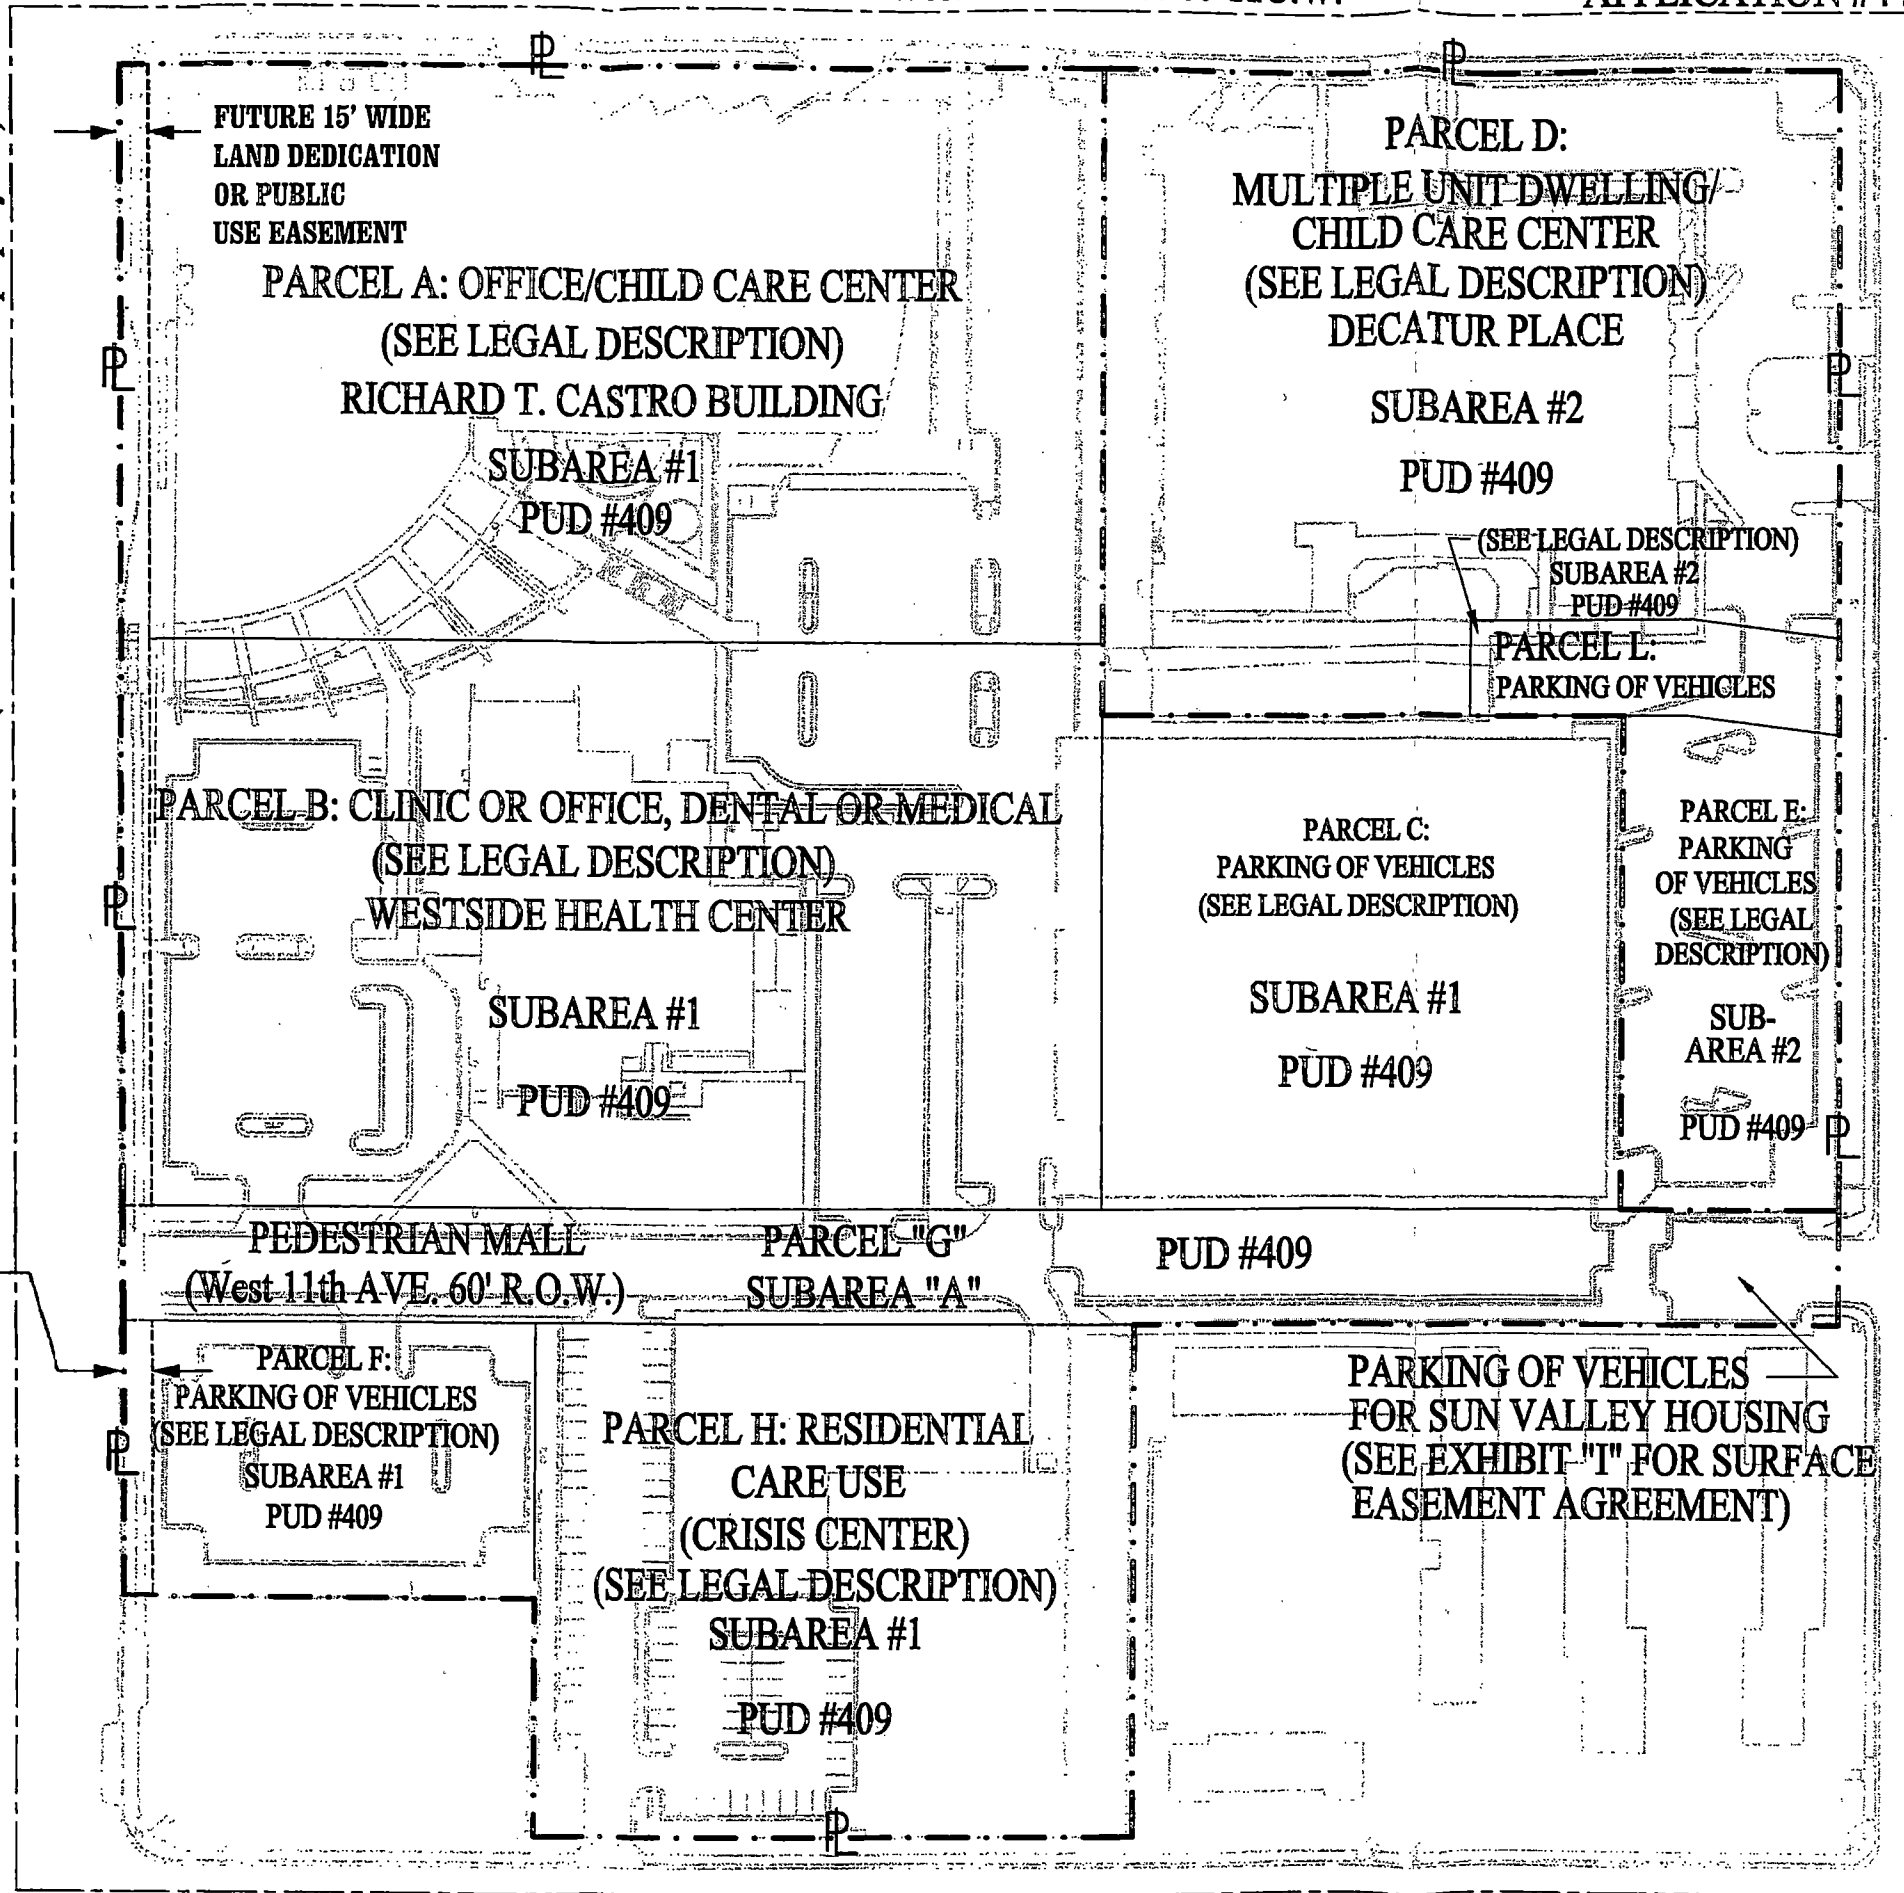 FUTURE 15' WIDE
LAND DEDICATION
OR PUBLIC
USE EASEMENT
PARCEL A: OFFICE/CHILD CARE CENTER
(SEE LEGAL DESCRIPTION)
RICHARD T. CASTRO BUILDING
SUBAREA #1
PUD #409
PARCEL D:
MULTIPLE UNIT DWELLING/
CHILD CARE CENTER
(SEE LEGAL DESCRIPTION)
DECATUR PLACE
SUBAREA #2
PUD #409
(SEE LEGAL DESCRIPTION)
SUBAREA #2
PUD #409
PARCEL L:
PARKING OF VEHICLES
PARCEL B: CLINIC OR OFFICE, DENTAL OR MEDICAL
(SEE LEGAL DESCRIPTION)
WESTSIDE HEALTH CENTER
SUBAREA #1
PUD #409
PARCEL C:
PARKING OF VEHICLES
(SEE LEGAL DESCRIPTION)
SUBAREA #1
PUD #409
PARCEL E:
PARKING
OF VEHICLES
(SEE LEGAL
DESCRIPTION)
SUB-
AREA #2
PUD #409
PEDESTRIAN MALL
(West 11th AVE. 60' R.O.W.)
PARCEL "G"
SUBAREA "A"
PUD #409
PARCEL F:
PARKING OF VEHICLES
(SEE LEGAL DESCRIPTION)
SUBAREA #1
PUD #409
PARCEL H: RESIDENTIAL
CARE USE
(CRISIS CENTER)
(SEE LEGAL DESCRIPTION)
SUBAREA #1
PUD #409
PARKING OF VEHICLES
FOR SUN VALLEY HOUSING
(SEE EXHIBIT "I" FOR SURFACE
EASEMENT AGREEMENT)